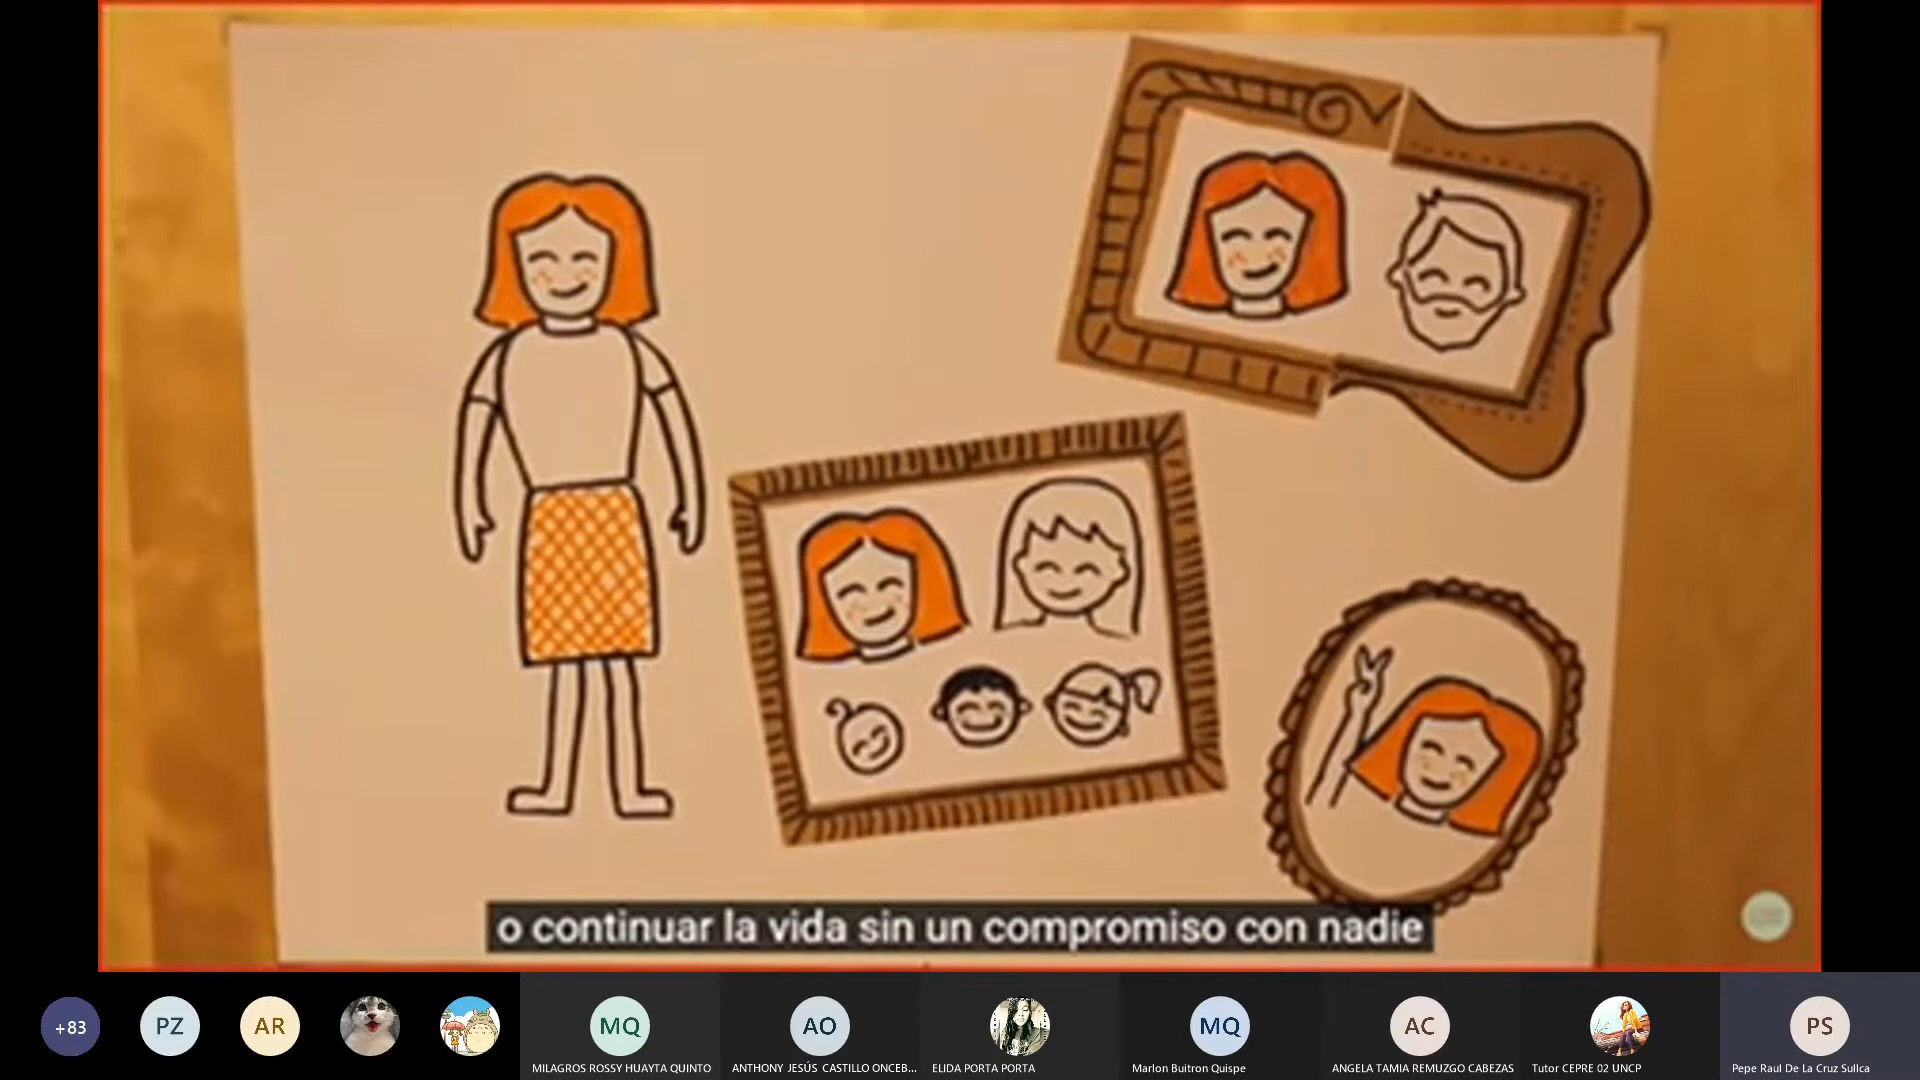 o continuar la vida sin un compromiso con nadie
+83
PZ
AR
MQ
AO
MQ
AC
PS
MILAGROS ROSSY HUAYTA QUINTO
ANTHONY JESÚS CASTILLO ONCEB...
ELIDA PORTA PORTA
Marlon Buitron Quispe
ANGELA TAMIA REMUZGO CABEZAS
Tutor CEPRE 02 UNCP
Pepe Raul De La Cruz Sullca